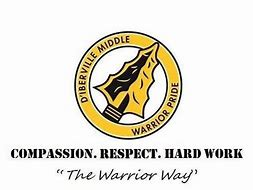 D'IBERVILLE MIDDLE
WARRIOR PRIDE
COMPASSION. RESPECT. HARD WORK
"The Warrior Way"